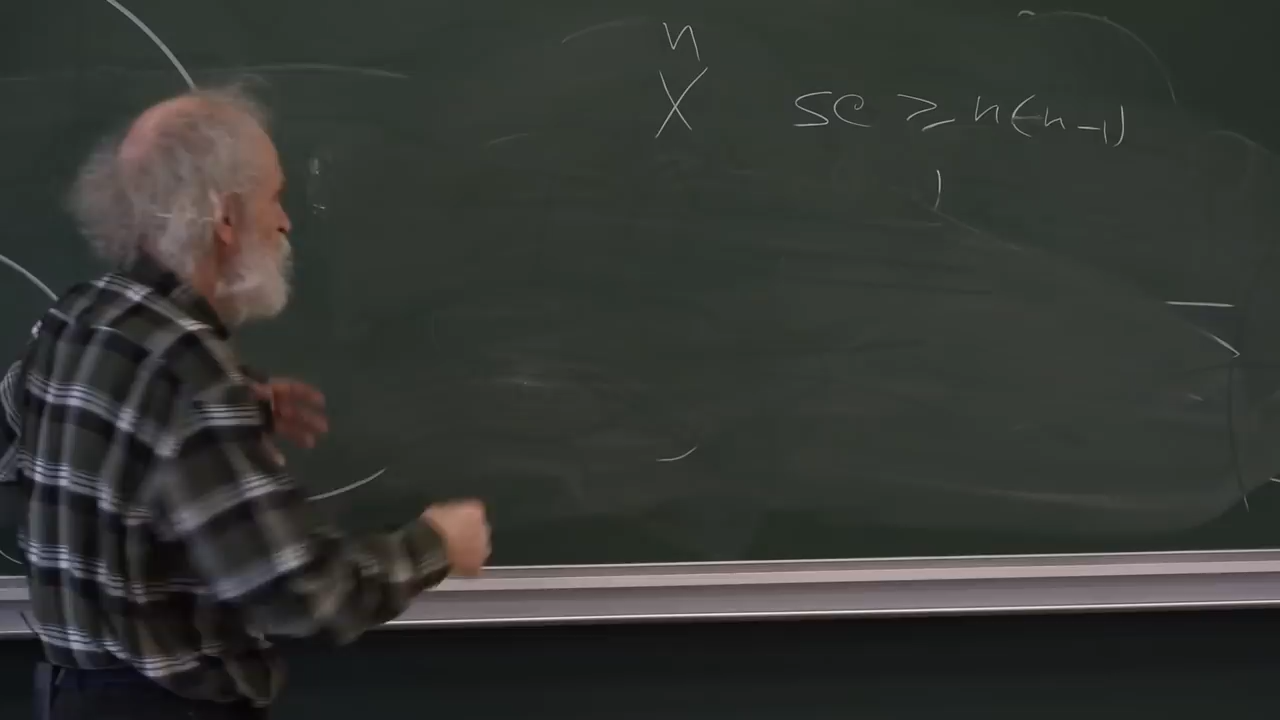 n
X sc ≥ n(n-1)